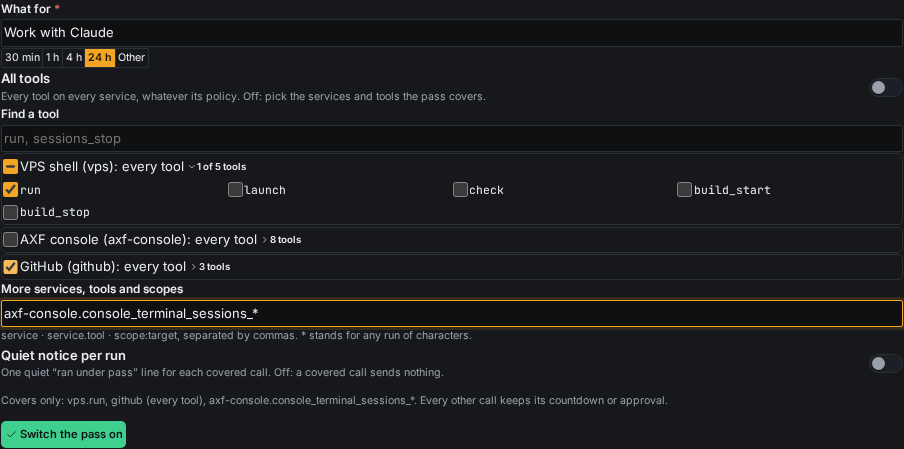 What for *
Work with Claude
30 min 1 h 4 h 24 h Other
All tools
Every tool on every service, whatever its policy. Off: pick the services and tools the pass covers.
Find a tool
run, sessions_stop
VPS shell (vps): every tool 1 of 5 tools
run launch check build_start
build_stop
AXF console (axf-console): every tool 8 tools
GitHub (github): every tool 3 tools
More services, tools and scopes
axf-console.console_terminal_sessions_*
service · service.tool · scope:target, separated by commas. * stands for any run of characters.
Quiet notice per run
One quiet “ran under pass” line for each covered call. Off: a covered call sends nothing.
Covers only: vps.run, github (every tool), axf-console.console_terminal_sessions_*. Every other call keeps its countdown or approval.
Switch the pass on